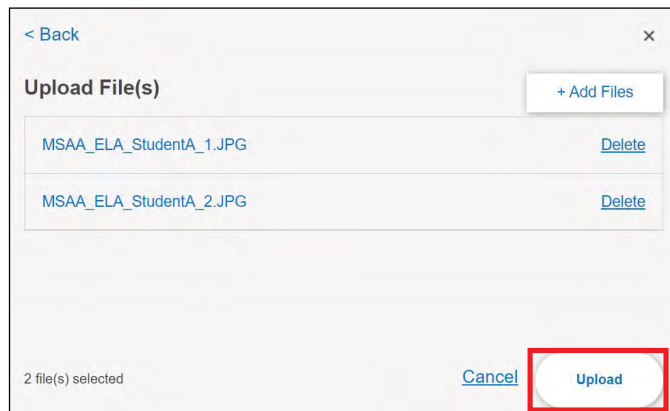 < Back ×
Upload File(s) + Add Files
MSAA_ELA_StudentA_1.JPG Delete
MSAA_ELA_StudentA_2.JPG Delete
2 file(s) selected Cancel Upload